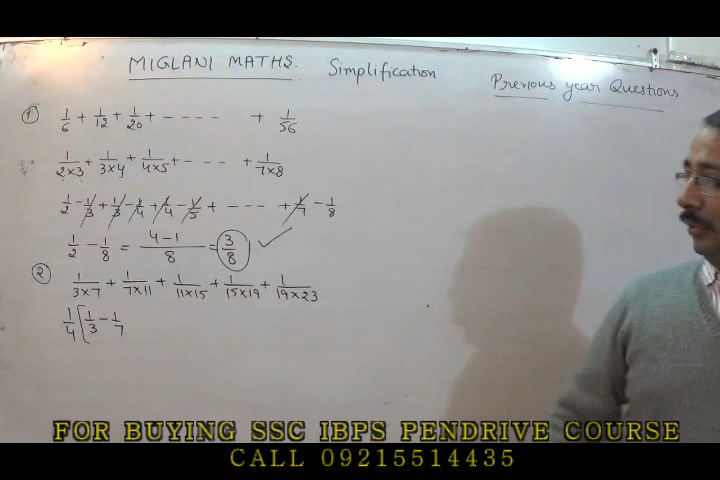 MIGLANI MATHS. Simplification Previous year Questions
① 1/6 + 1/12 + 1/20 + - - - - + 1/56
1/2×3 + 1/3×4 + 1/4×5 + - - - + 1/7×8
1/2 - 1/3 + 1/3 - 1/4 + 1/4 - 1/5 + - - - + 1/7 - 1/8
1/2 - 1/8 = 4-1/8 = 3/8 ✓
② 1/3×7 + 1/7×11 + 1/11×15 + 1/15×19 + 1/19×23
1/4 [ 1/3 - 1/7
FOR BUYING SSC IBPS PENDRIVE COURSE
CALL 09215514435